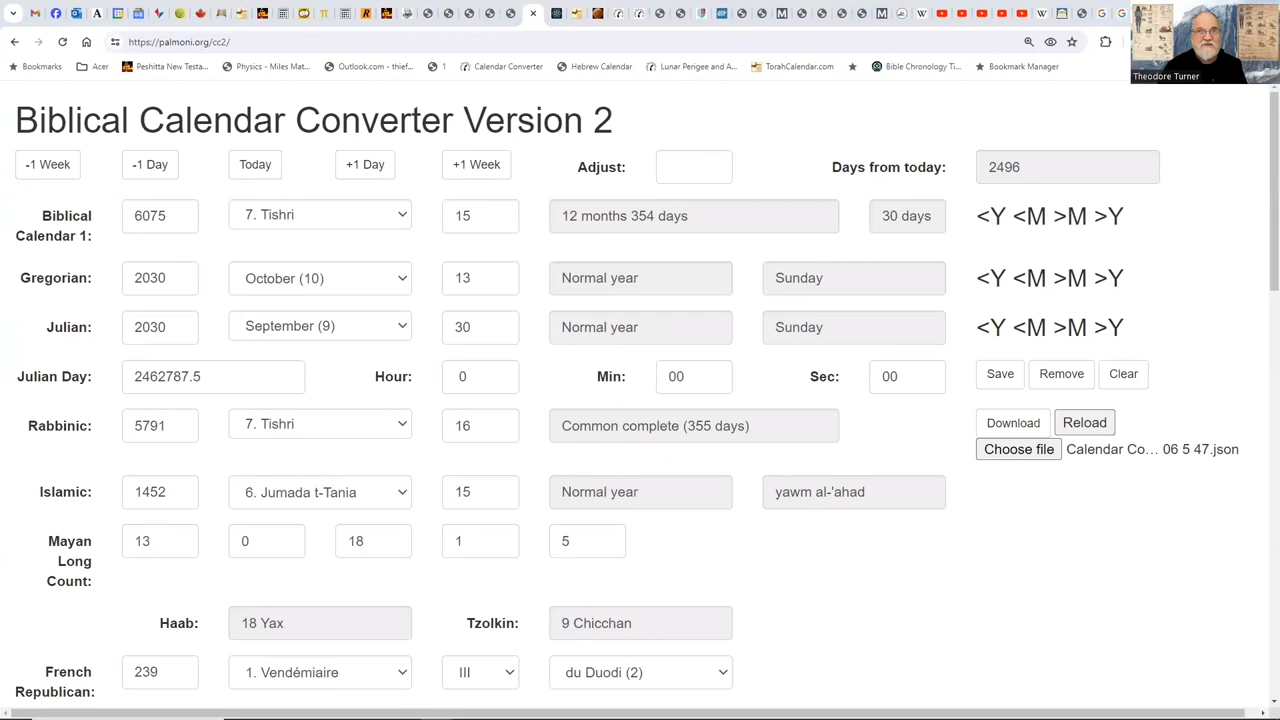 https://palmoni.org/cc2/
Bookmarks Acer Peshitta New Testa... Physics - Miles Mat... Outlook.com - thief... 1 Calendar Converter Hebrew Calendar Lunar Perigee and A... TorahCalendar.com Bible Chronology Ti... Bookmark Manager
Theodore Turner
Biblical Calendar Converter Version 2
-1 Week -1 Day Today +1 Day +1 Week Adjust: Days from today: 2496
Biblical Calendar 1: 6075 7. Tishri 15 12 months 354 days 30 days <Y <M >M >Y
Gregorian: 2030 October (10) 13 Normal year Sunday <Y <M >M >Y
Julian: 2030 September (9) 30 Normal year Sunday <Y <M >M >Y
Julian Day: 2462787.5 Hour: 0 Min: 00 Sec: 00 Save Remove Clear
Rabbinic: 5791 7. Tishri 16 Common complete (355 days) Download Reload
Choose file Calendar Co... 06 5 47.json
Islamic: 1452 6. Jumada t-Tania 15 Normal year yawm al-'ahad
Mayan Long Count: 13 0 18 1 5
Haab: 18 Yax Tzolkin: 9 Chicchan
French Republican: 239 1. Vendémiaire III du Duodi (2)